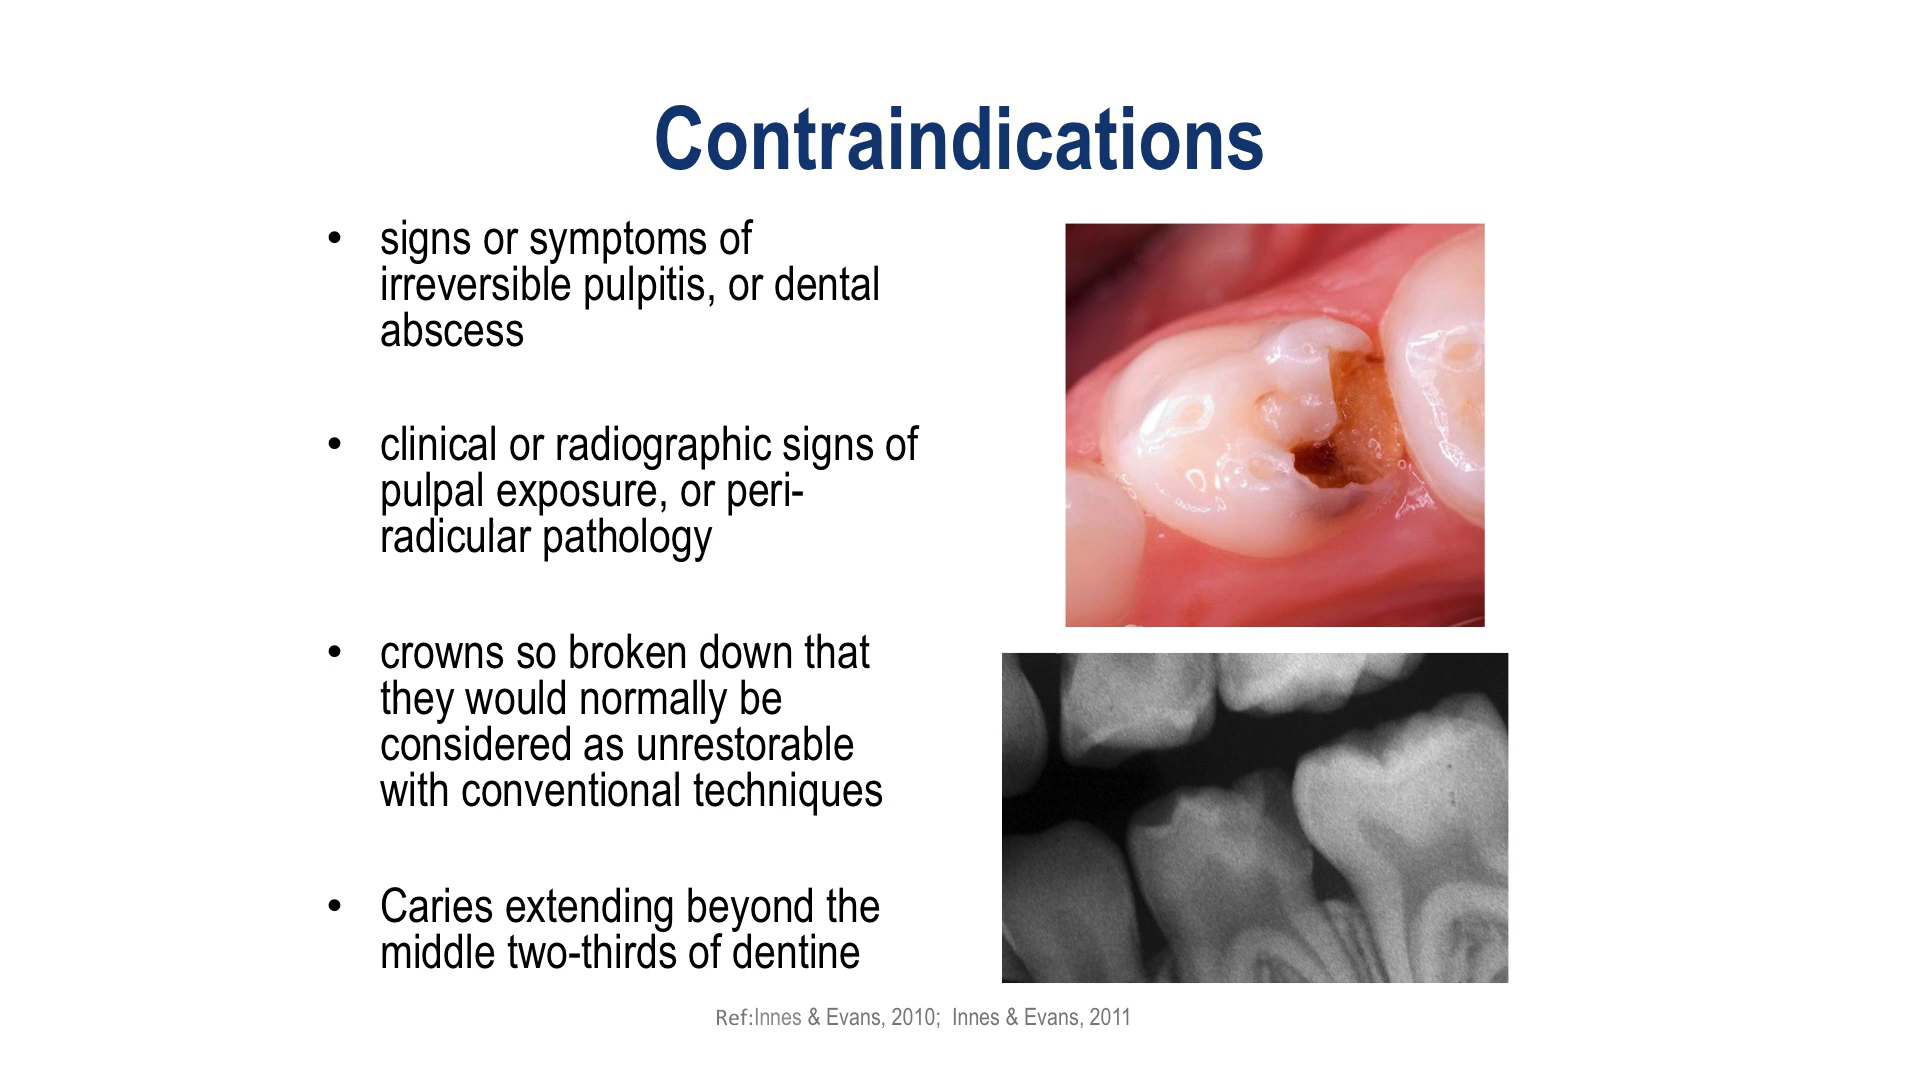 Contraindications
• signs or symptoms of
irreversible pulpitis, or dental
abscess
• clinical or radiographic signs of
pulpal exposure, or peri-
radicular pathology
• crowns so broken down that
they would normally be
considered as unrestorable
with conventional techniques
• Caries extending beyond the
middle two-thirds of dentine
Ref:Innes & Evans, 2010;  Innes & Evans, 2011